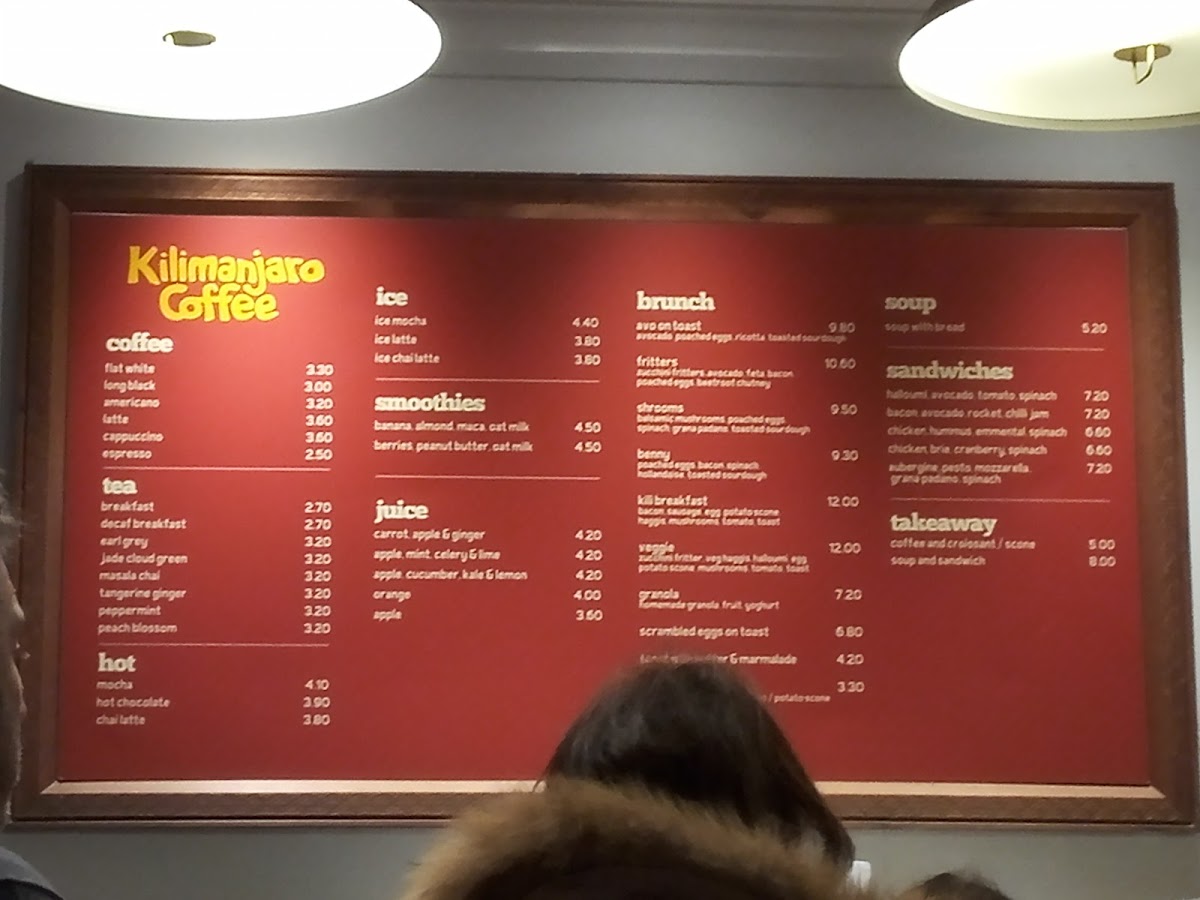 Kilimanjaro
Coffee
coffee
flat white 3.30
long black 3.00
americano 3.20
latte 3.60
cappuccino 3.60
espresso 2.50
tea
breakfast 2.70
decaf breakfast 2.70
earl grey 3.20
jade cloud green 3.20
masala chai 3.20
tangerine ginger 3.20
peppermint 3.20
peach blossom 3.20
hot
mocha 4.10
hot chocolate 3.90
chai latte 3.80
ice
ice mocha 4.40
ice latte 3.80
ice chai latte 3.80
smoothies
banana, almond, maca, oat milk 4.50
berries, peanut butter, oat milk 4.50
juice
carrot, apple & ginger 4.20
apple, mint, celery & lime 4.20
apple, cucumber, kale & lemon 4.20
orange 4.00
apple 3.60
brunch
avo on toast 9.80
avocado, poached eggs, ricotta, toasted sourdough
fritters 10.60
zucchini fritters, avocado, feta, bacon
poached eggs, beetroot chutney
shrooms 9.50
balsamic mushrooms, poached eggs,
spinach, grana padano, toasted sourdough
benny 9.30
poached eggs, bacon, spinach,
hollandaise, toasted sourdough
kili breakfast 12.00
bacon, sausage, egg, potato scone
haggis, mushrooms, tomato, toast
veggie 12.00
zucchini fritter, veg haggis, halloumi, egg
potato scone, mushrooms, tomato, toast
granola 7.20
homemade granola, fruit, yoghurt
scrambled eggs on toast 6.80
& marmalade 4.20
3.30
/ potato scone
soup
soup with bread 5.20
sandwiches
halloumi, avocado, tomato, spinach 7.20
bacon, avocado, rocket, chilli jam 7.20
chicken, hummus, emmental, spinach 6.60
chicken, brie, cranberry, spinach 6.60
aubergine, pesto, mozzarella, 7.20
grana padano, spinach
takeaway
coffee and croissant / scone 5.00
soup and sandwich 8.00